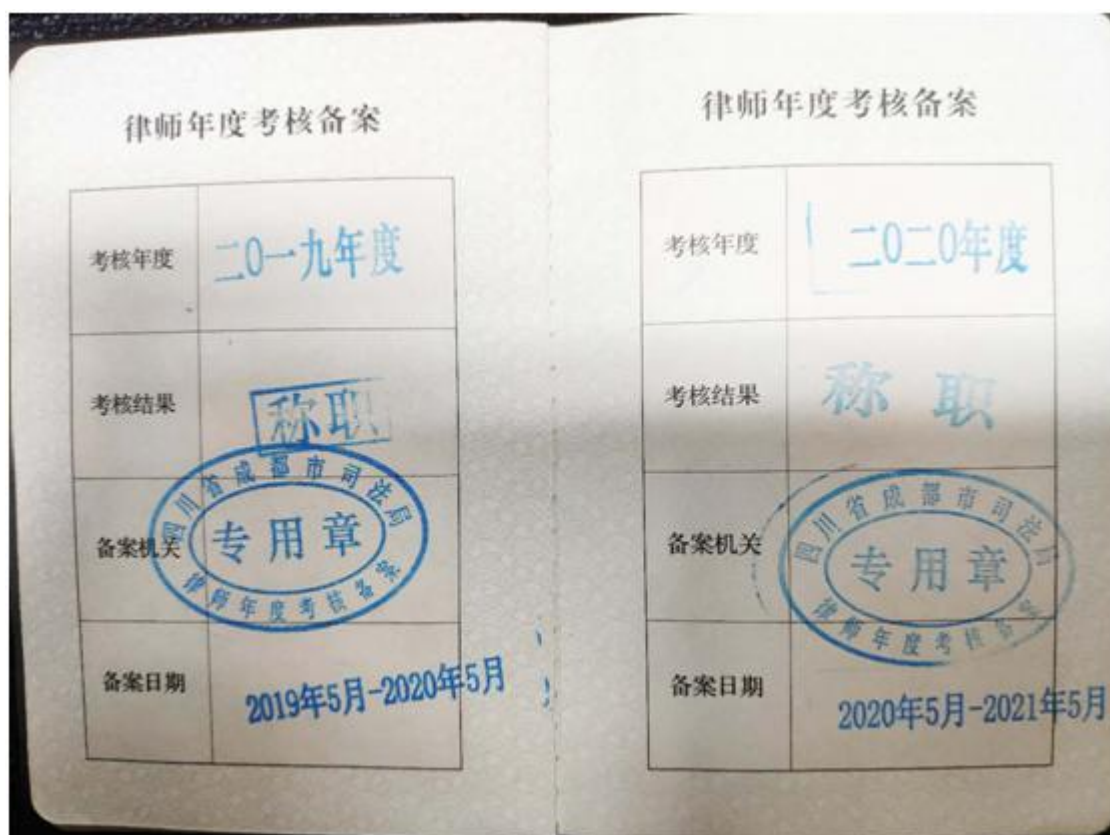 律师年度考核备案
考核年度
二0一九年度
考核结果
称职
备案机关
四川省成都市司法局
专用章
律师年度考核备案
备案日期
2019年5月-2020年5月
律师年度考核备案
考核年度
二0二0年度
考核结果
称职
备案机关
四川省成都市司法局
专用章
律师年度考核备案
备案日期
2020年5月-2021年5月